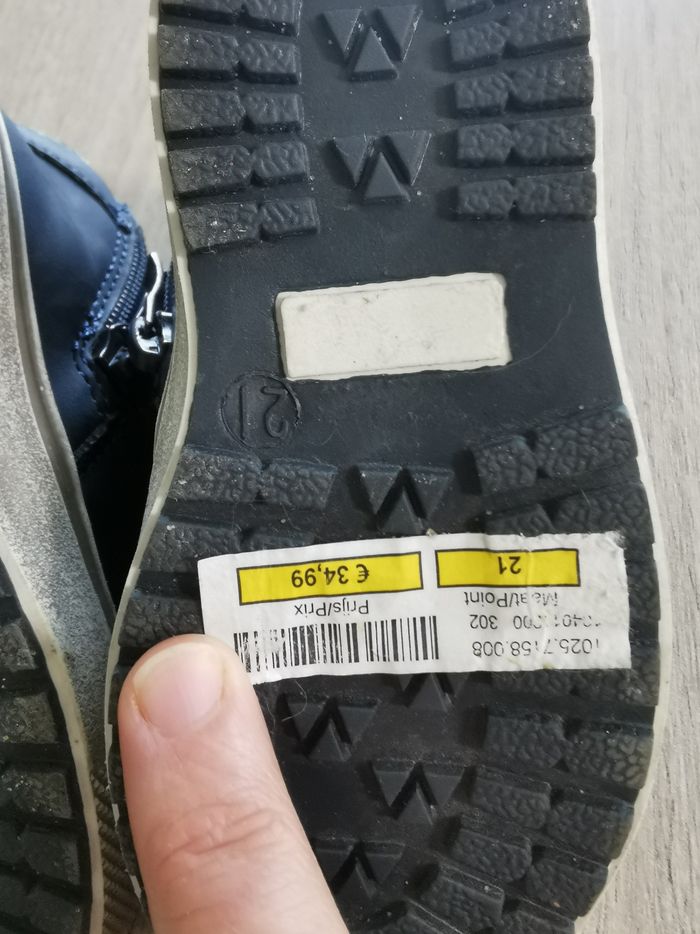 1025.7158.008
302
Maat/Point Prijs/Prix
21 € 34,99
21